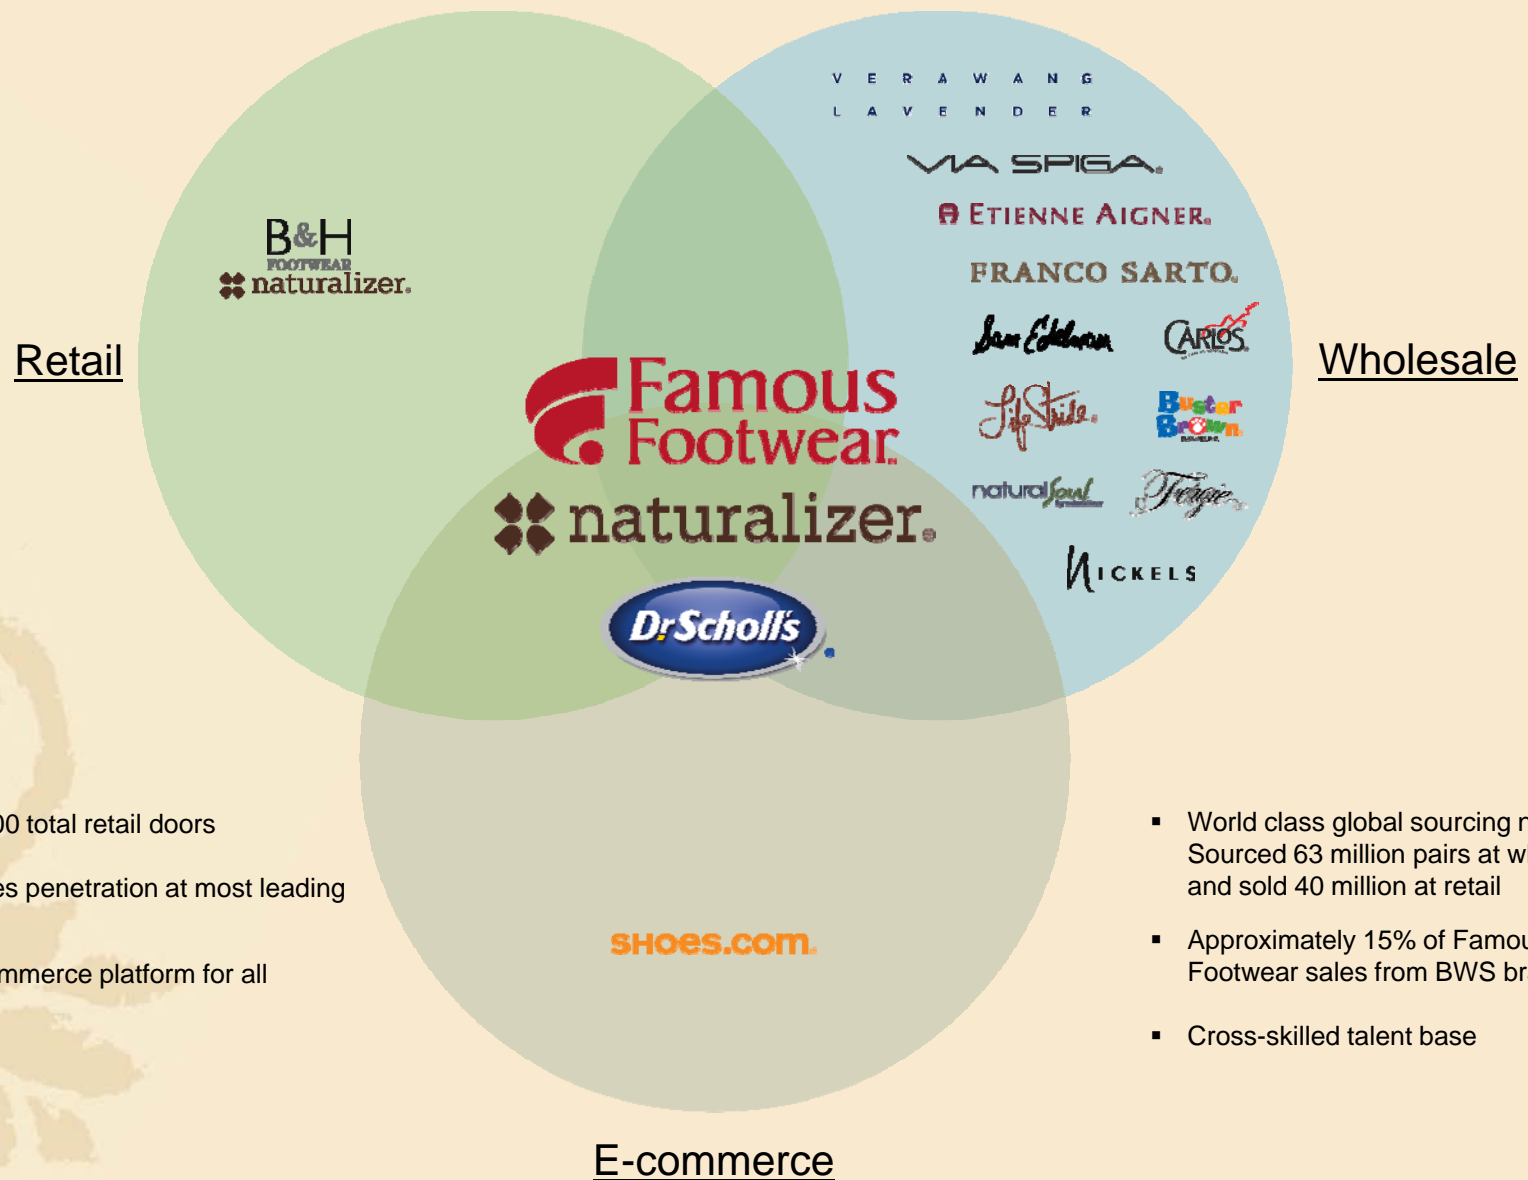 VERAWANG
LAVENDER
VIA SPIGA®
ETIENNE AIGNER®
FRANCO SARTO®
B&H
FOOTWEAR
naturalizer®
Sam Edelman
CARLOS
Retail
Wholesale
Famous
Footwear
LifeStride®
Buster
Brown
naturalsoul
Fergie
naturalizer®
NICKELS
Dr Scholl's
00 total retail doors
es penetration at most leading
mmerce platform for all
SHOES.COM
▪ World class global sourcing n
Sourced 63 million pairs at w
and sold 40 million at retail
▪ Approximately 15% of Famou
Footwear sales from BWS br
▪ Cross-skilled talent base
E-commerce